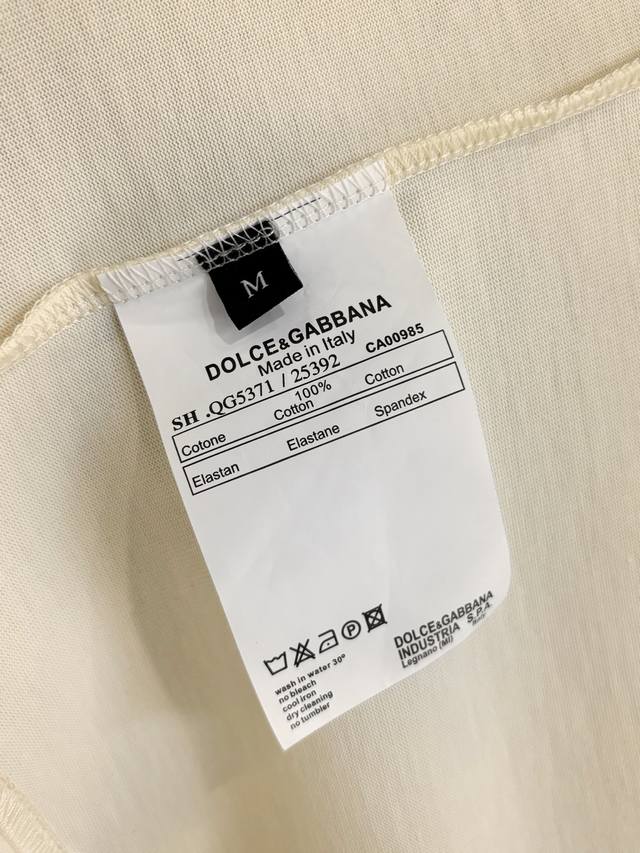 M
DOLCE&GABBANA
Made in Italy
SH .QG5371 / 25392 CA00985
100%
Cotone Cotton Cotton
Elastan Elastane Spandex
wash in water 30°
no bleach
cool iron
dry cleaning
no tumbler
P
DOLCE&GABBANA
INDUSTRIA S.P.A.
Legnano (MI) Italy